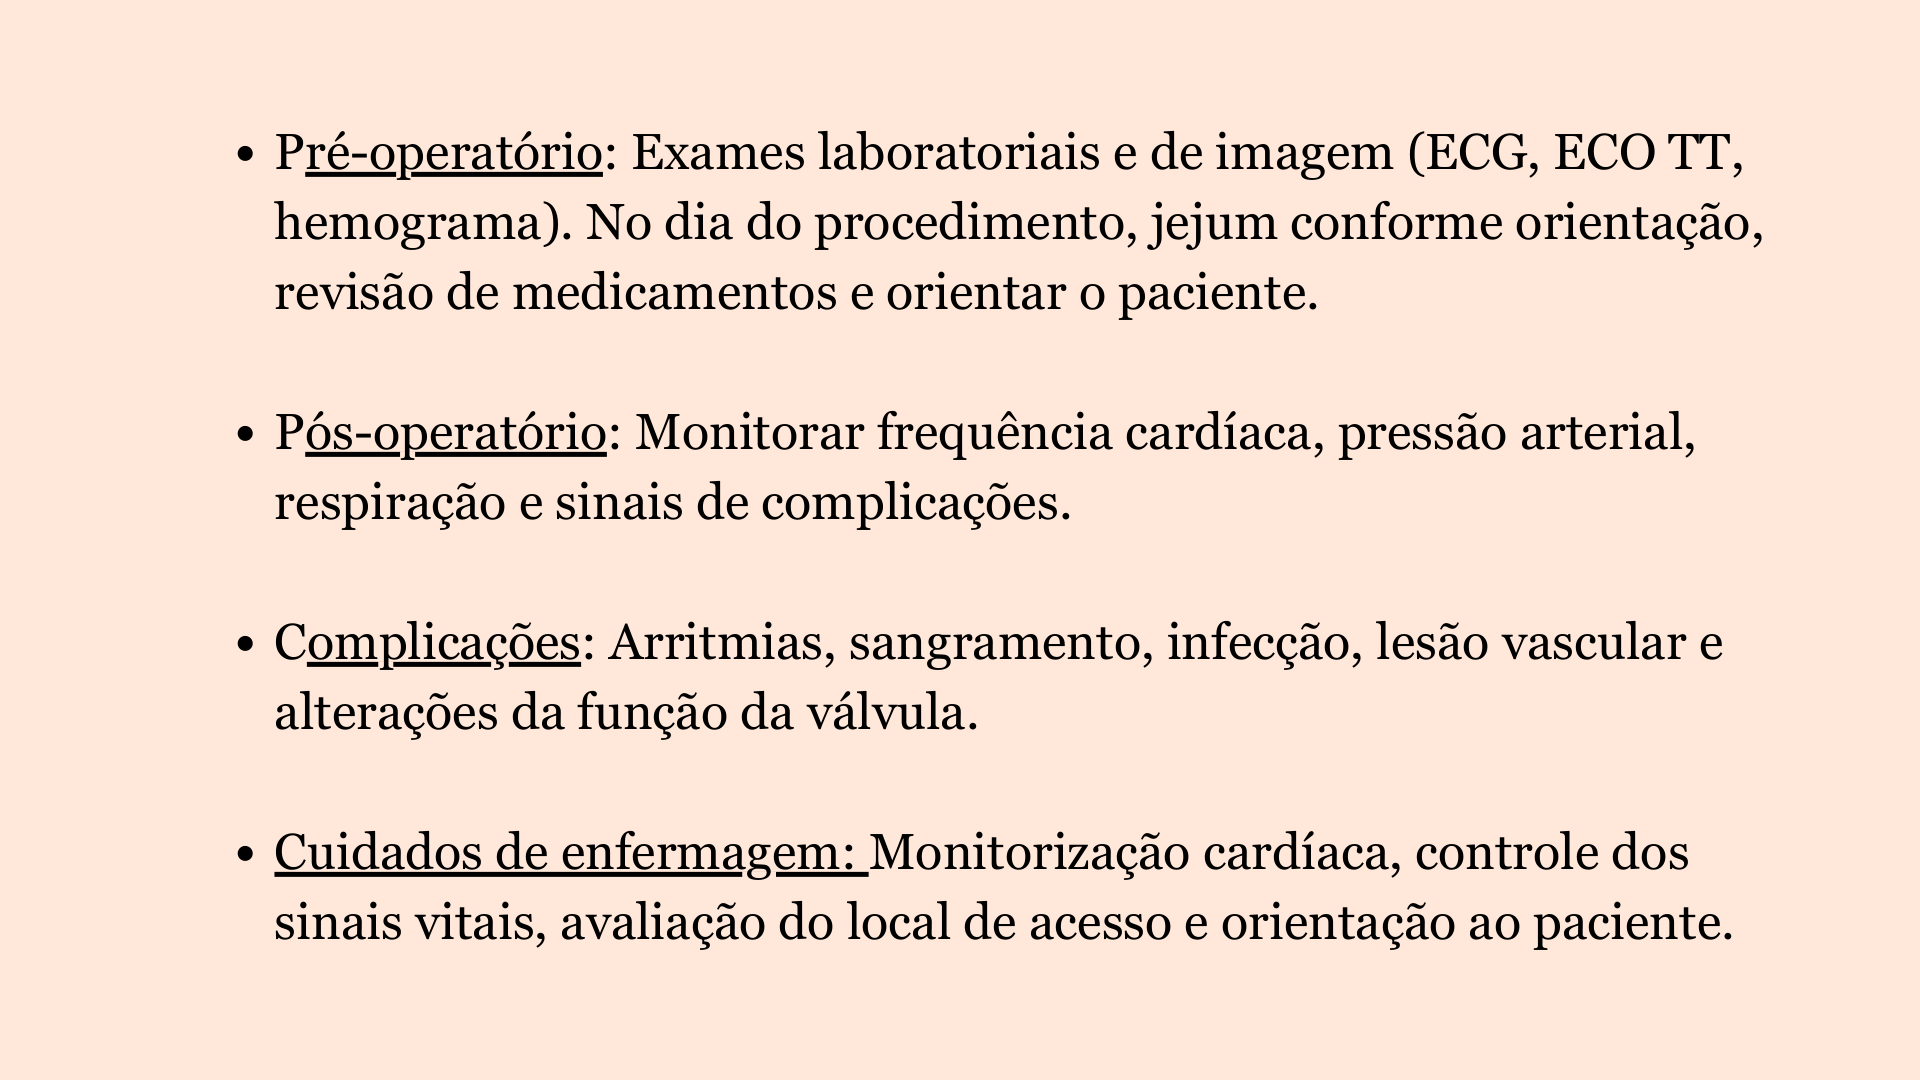 • Pré-operatório: Exames laboratoriais e de imagem (ECG, ECO TT,
hemograma). No dia do procedimento, jejum conforme orientação,
revisão de medicamentos e orientar o paciente.
• Pós-operatório: Monitorar frequência cardíaca, pressão arterial,
respiração e sinais de complicações.
• Complicações: Arritmias, sangramento, infecção, lesão vascular e
alterações da função da válvula.
• Cuidados de enfermagem: Monitorização cardíaca, controle dos
sinais vitais, avaliação do local de acesso e orientação ao paciente.